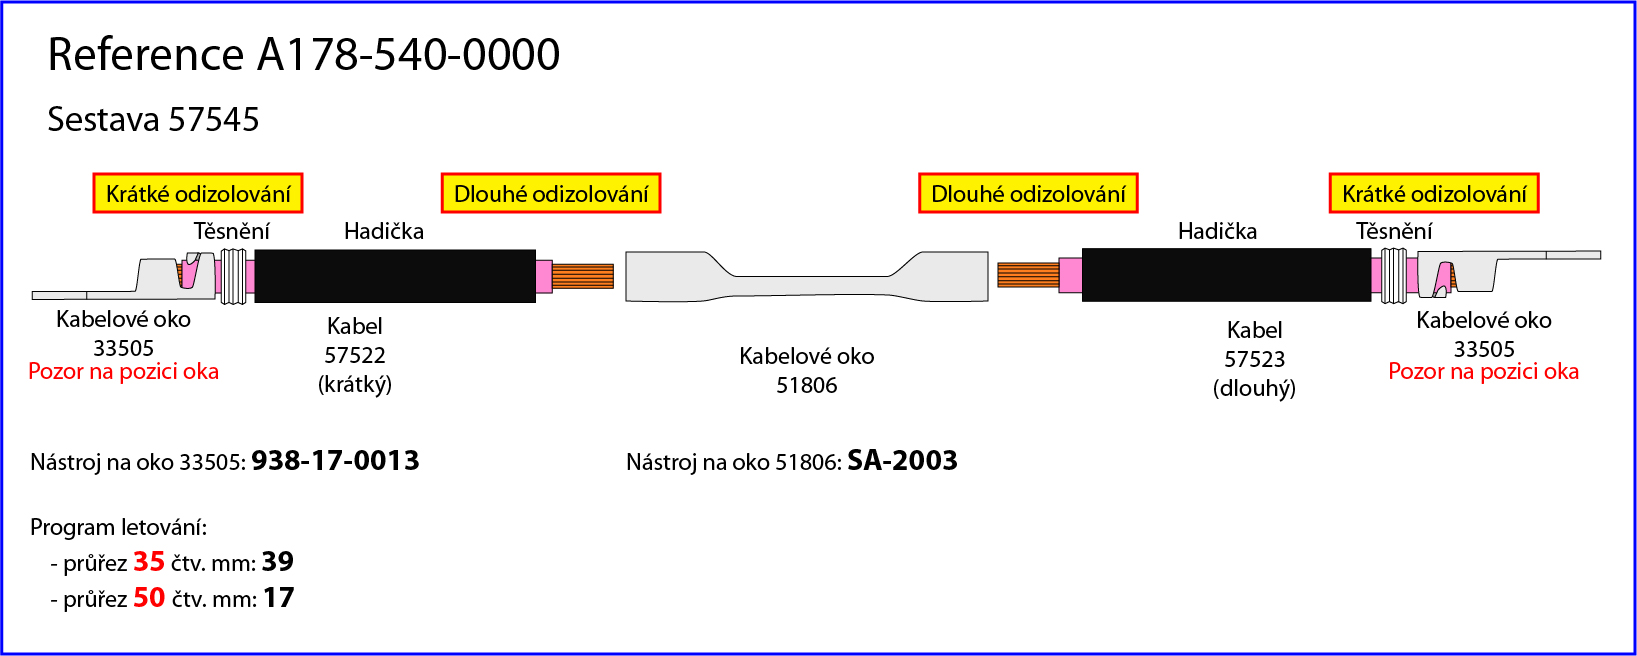 Reference A178-540-0000
Sestava 57545
Krátké odizolování
Dlouhé odizolování
Dlouhé odizolování
Krátké odizolování
Těsnění
Hadička
Hadička
Těsnění
Kabelové oko
33505
Pozor na pozici oka
Kabel
57522
(krátký)
Kabelové oko
51806
Kabel
57523
(dlouhý)
Kabelové oko
33505
Pozor na pozici oka
Nástroj na oko 33505: 938-17-0013
Nástroj na oko 51806: SA-2003
Program letování:
- průřez 35 čtv. mm: 39
- průřez 50 čtv. mm: 17